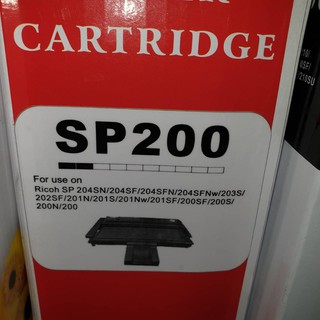 CARTRIDGE
SP200
For use on
Ricoh SP 204SN/204SF/204SFN/204SFNw/203S/
202SF/201N/201S/201Nw/201SF/200SF/200S/
200N/200